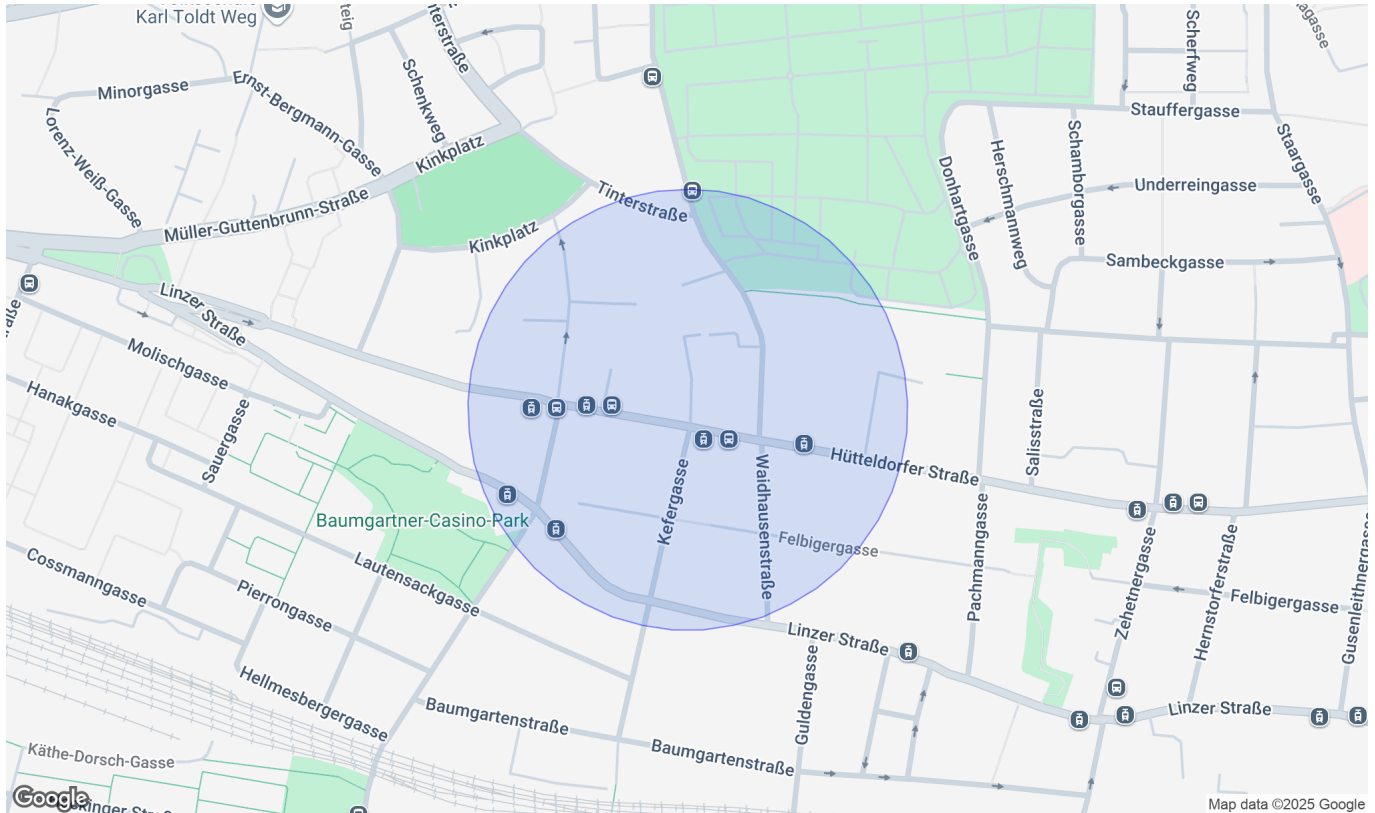 Karl Toldt Weg
Minorgasse
Ernst-Bergmann-Gasse
Schenkweg
Lorenz-Weiß-Gasse
Kinkplatz
Müller-Guttenbrunn-Straße
Kinkplatz
Tinterstraße
Scherfweg
Stauffergasse
Staargasse
Schamborgasse
Herschmannweg
Donhartgasse
Underreingasse
Sambeckgasse
Linzer Straße
Molischgasse
Hanakgasse
Sauergasse
Baumgartner-Casino-Park
Kefergasse
Waidhausenstraße
Hütteldorfer Straße
Salisstraße
Felbigergasse
Pachmanngasse
Zehetnergasse
Hernstorferstraße
Felbigergasse
Gusenleithnergasse
Cossmanngasse
Pierrongasse
Lautensackgasse
Hellmesbergergasse
Linzer Straße
Guldengasse
Linzer Straße
Baumgartenstraße
Baumgartenstraße
Käthe-Dorsch-Gasse
Google
Map data ©2025 Google